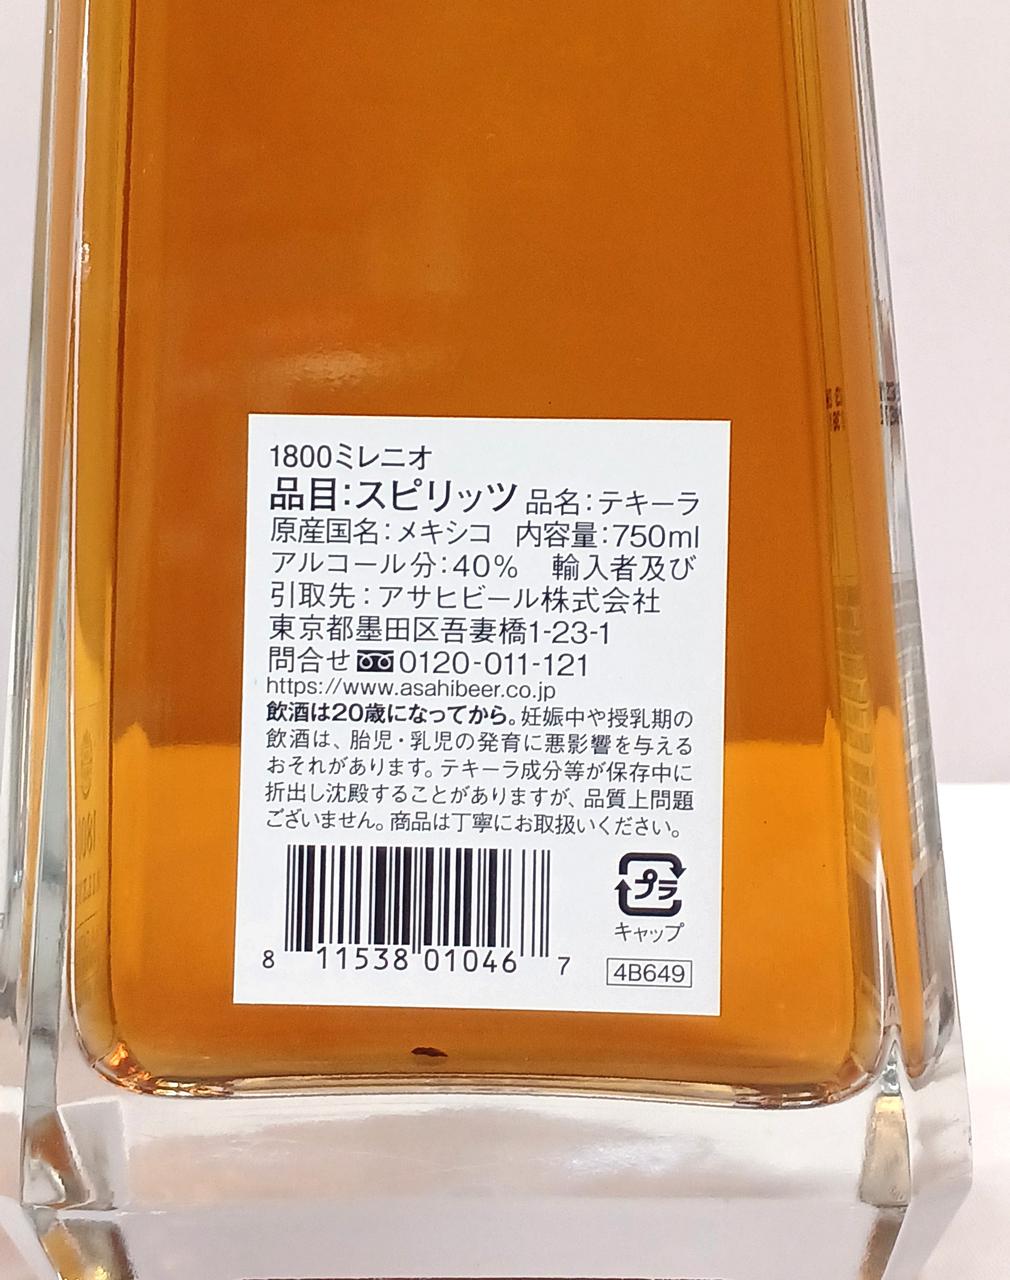 1800ミレニオ
品目:スピリッツ 品名:テキーラ
原産国名:メキシコ 内容量:750ml
アルコール分:40% 輸入者及び
引取先:アサヒビール株式会社
東京都墨田区吾妻橋1-23-1
問合せ 0120-011-121
https://www.asahibeer.co.jp
飲酒は20歳になってから。妊娠中や授乳期の
飲酒は、胎児・乳児の発育に悪影響を与える
おそれがあります。テキーラ成分等が保存中に
折出し沈殿することがありますが、品質上問題
ございません。商品は丁寧にお取扱いください。
8 11538 01046 7
プラ
キャップ
4B649